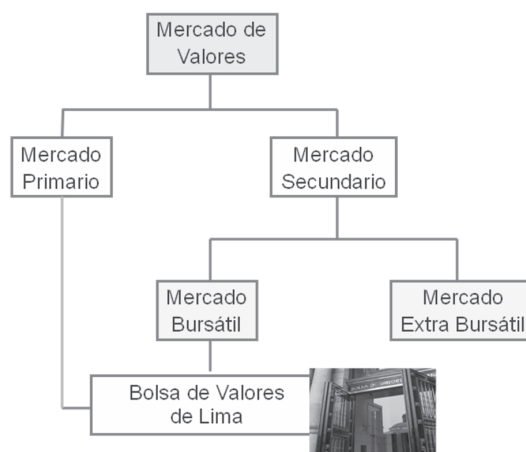 Mercado de
Valores
Mercado
Primario
Mercado
Secundario
Mercado
Bursátil
Mercado
Extra Bursátil
Bolsa de Valores
de Lima